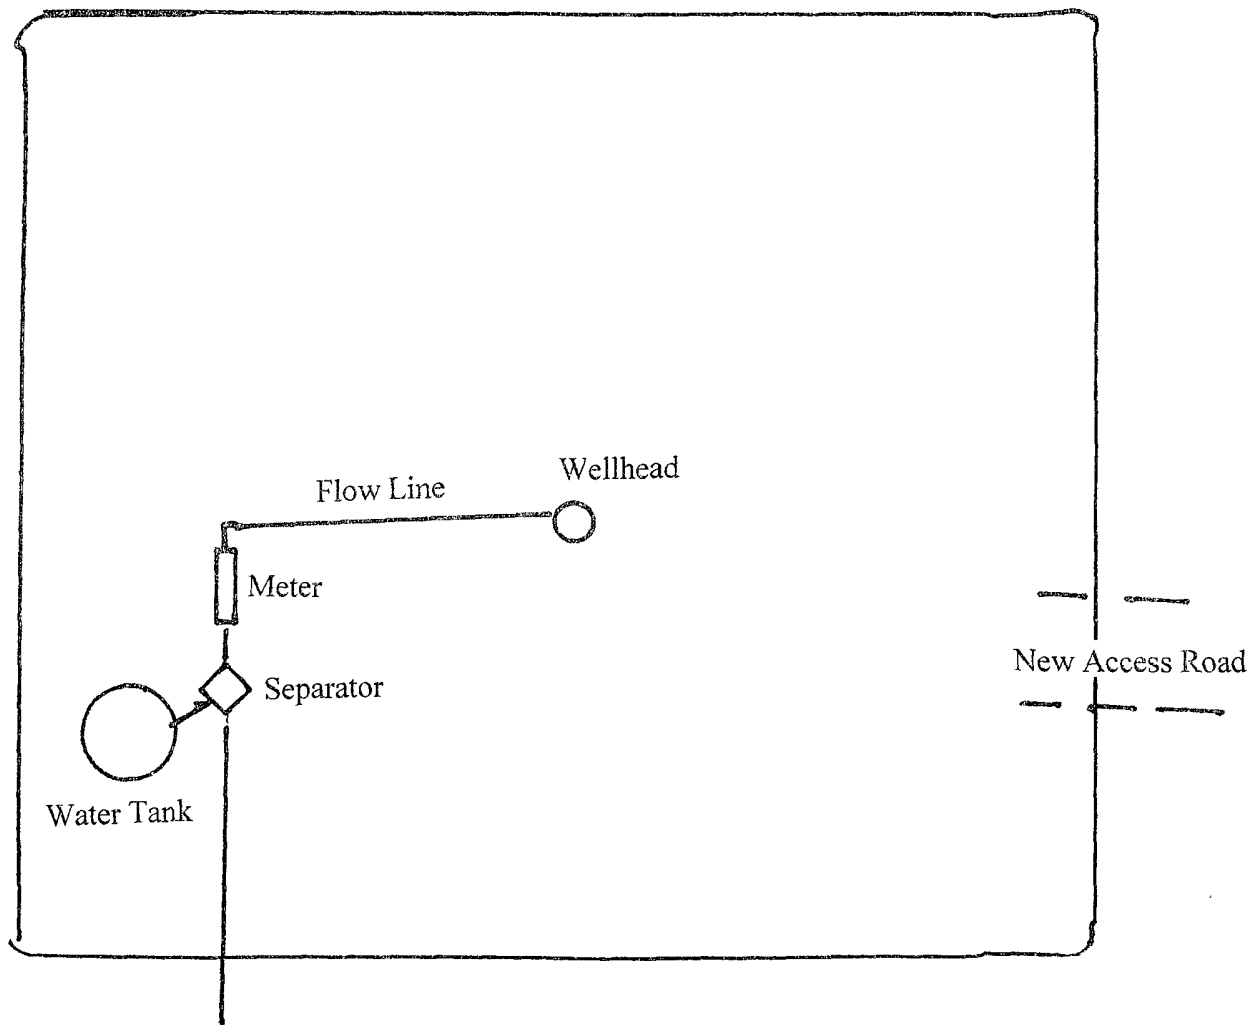 Wellhead
Flow Line
Meter
New Access Road
Separator
Water Tank